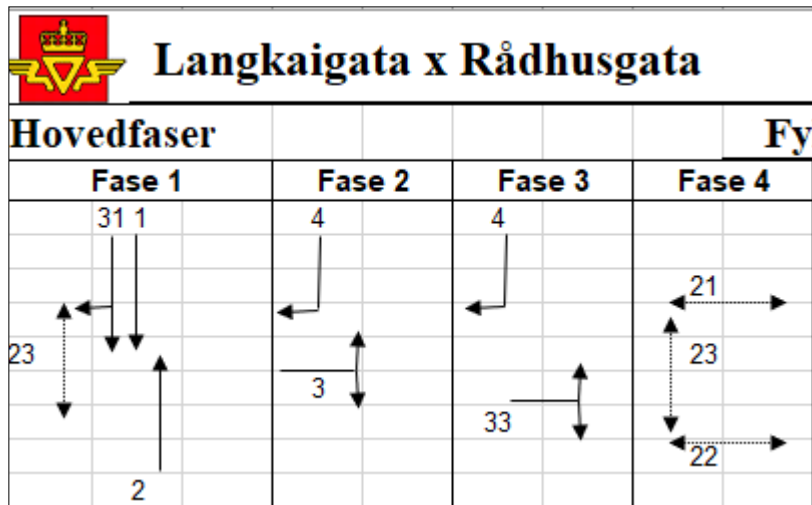 Langkaigata x Rådhusgata
Hovedfaser Fy
Fase 1 Fase 2 Fase 3 Fase 4
31 1 4 4
21
23 23
3
33
22
2